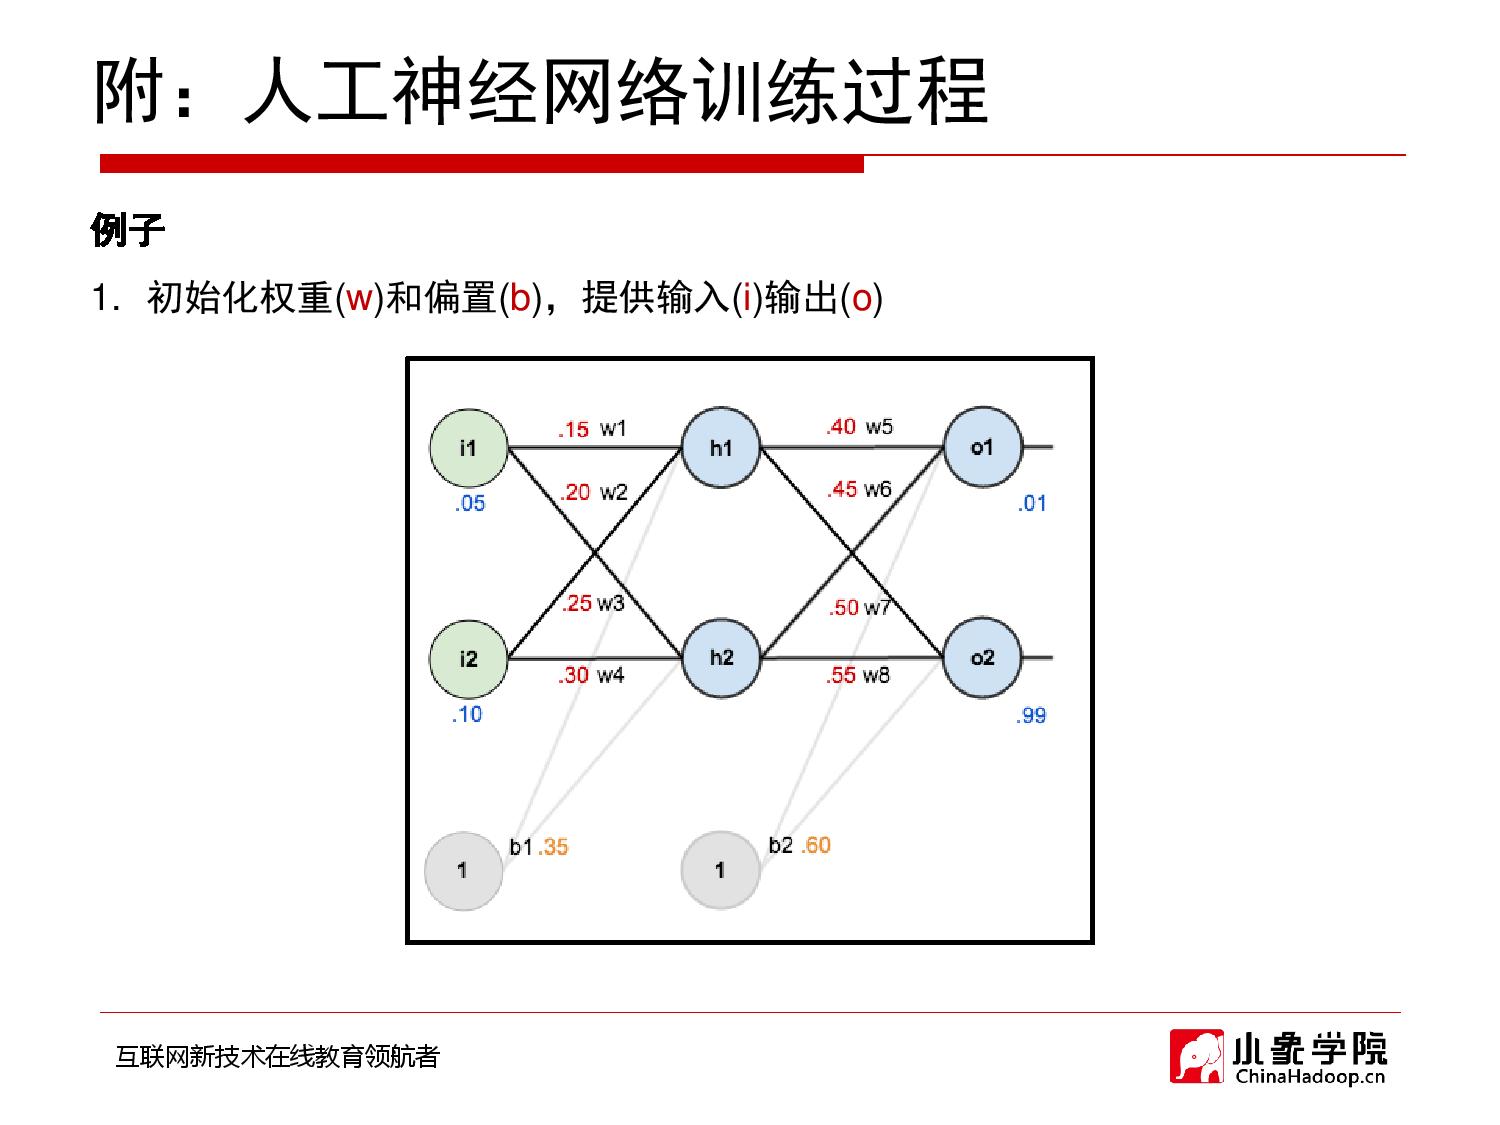 附：人工神经网络训练过程
例子
1. 初始化权重(w)和偏置(b)，提供输入(i)输出(o)
i1 .15 w1 h1 .40 w5 o1
.05 .20 w2 .45 w6 .01
.25 w3 .50 w7
i2 .30 w4 h2 .55 w8 o2
.10 .99
1 b1 .35 1 b2 .60
互联网新技术在线教育领航者
小象学院
ChinaHadoop.cn